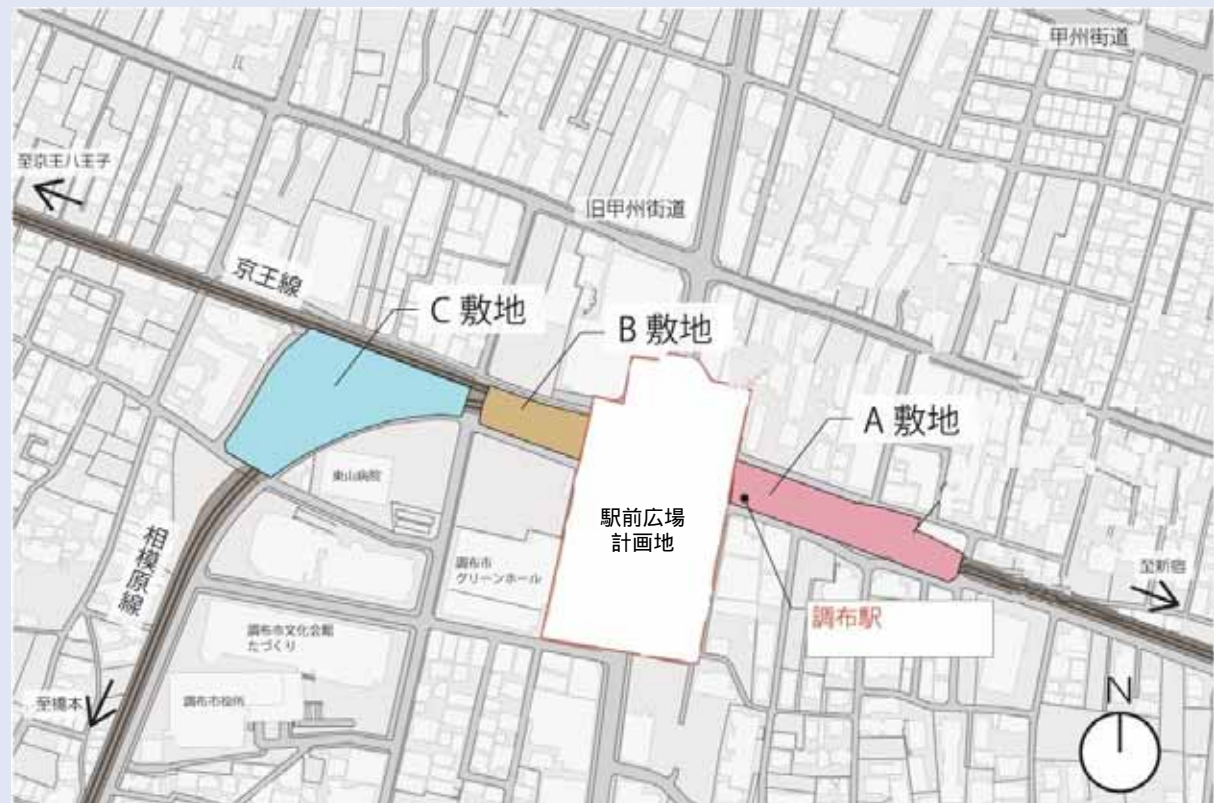 甲州街道
至京王八王子
旧甲州街道
京王線
C 敷地
B 敷地
A 敷地
東山病院
駅前広場
計画地
相模原線
調布市
グリーンホール
至新宿
調布駅
調布市文化会館
たづくり
至橋本
調布市役所
N